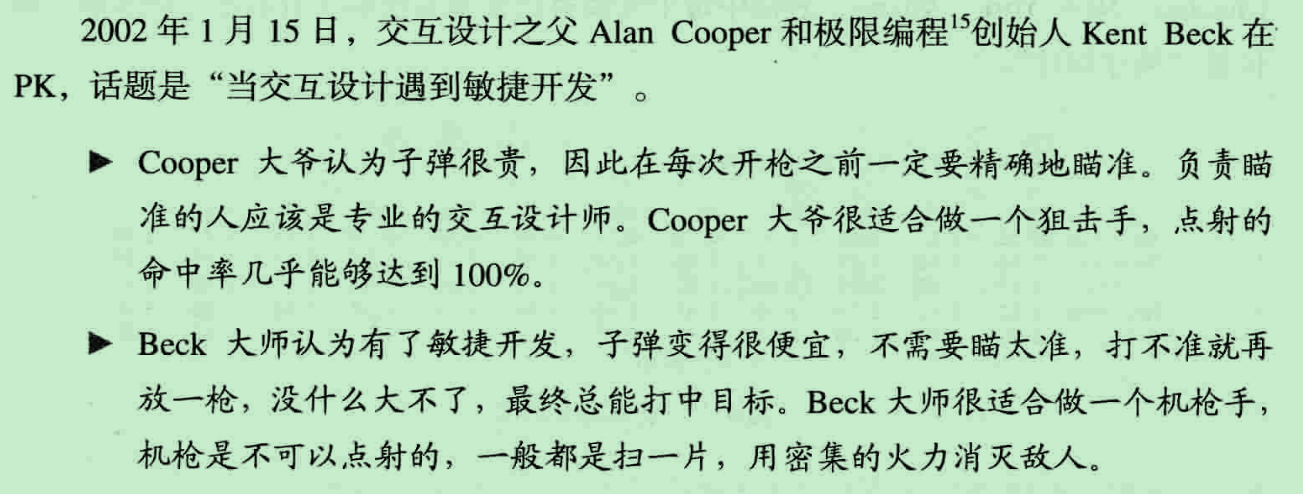 2002 年 1 月 15 日，交互设计之父 Alan Cooper 和极限编程15创始人 Kent Beck 在
PK，话题是“当交互设计遇到敏捷开发”。
► Cooper 大爷认为子弹很贵，因此在每次开枪之前一定要精确地瞄准。负责瞄
准的人应该是专业的交互设计师。Cooper 大爷很适合做一个狙击手，点射的
命中率几乎能够达到 100%。
► Beck 大师认为有了敏捷开发，子弹变得很便宜，不需要瞄太准，打不准就再
放一枪，没什么大不了，最终总能打中目标。Beck 大师很适合做一个机枪手，
机枪是不可以点射的，一般都是扫一片，用密集的火力消灭敌人。